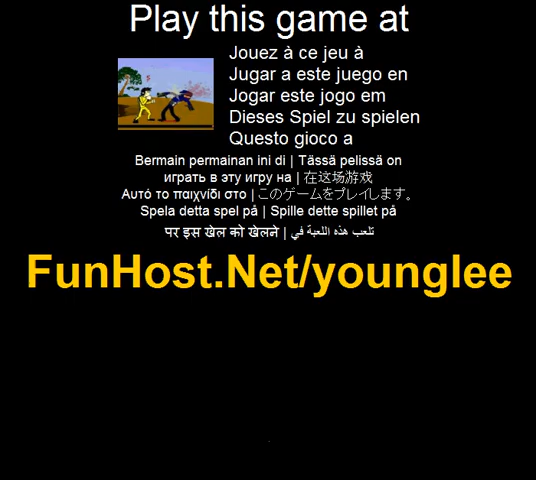 Play this game at
Jouez à ce jeu à
Jugar a este juego en
Jogar este jogo em
Dieses Spiel zu spielen
Questo gioco a
Bermain permainan ini di | Tässä pelissä on
играть в эту игру на | 在这场游戏
Αυτό το παιχνίδι στο | このゲームをプレイします。
Spela detta spel på | Spille dette spillet på
पर इस खेल को खेलने | تلعب هذه اللعبة في
FunHost.Net/younglee